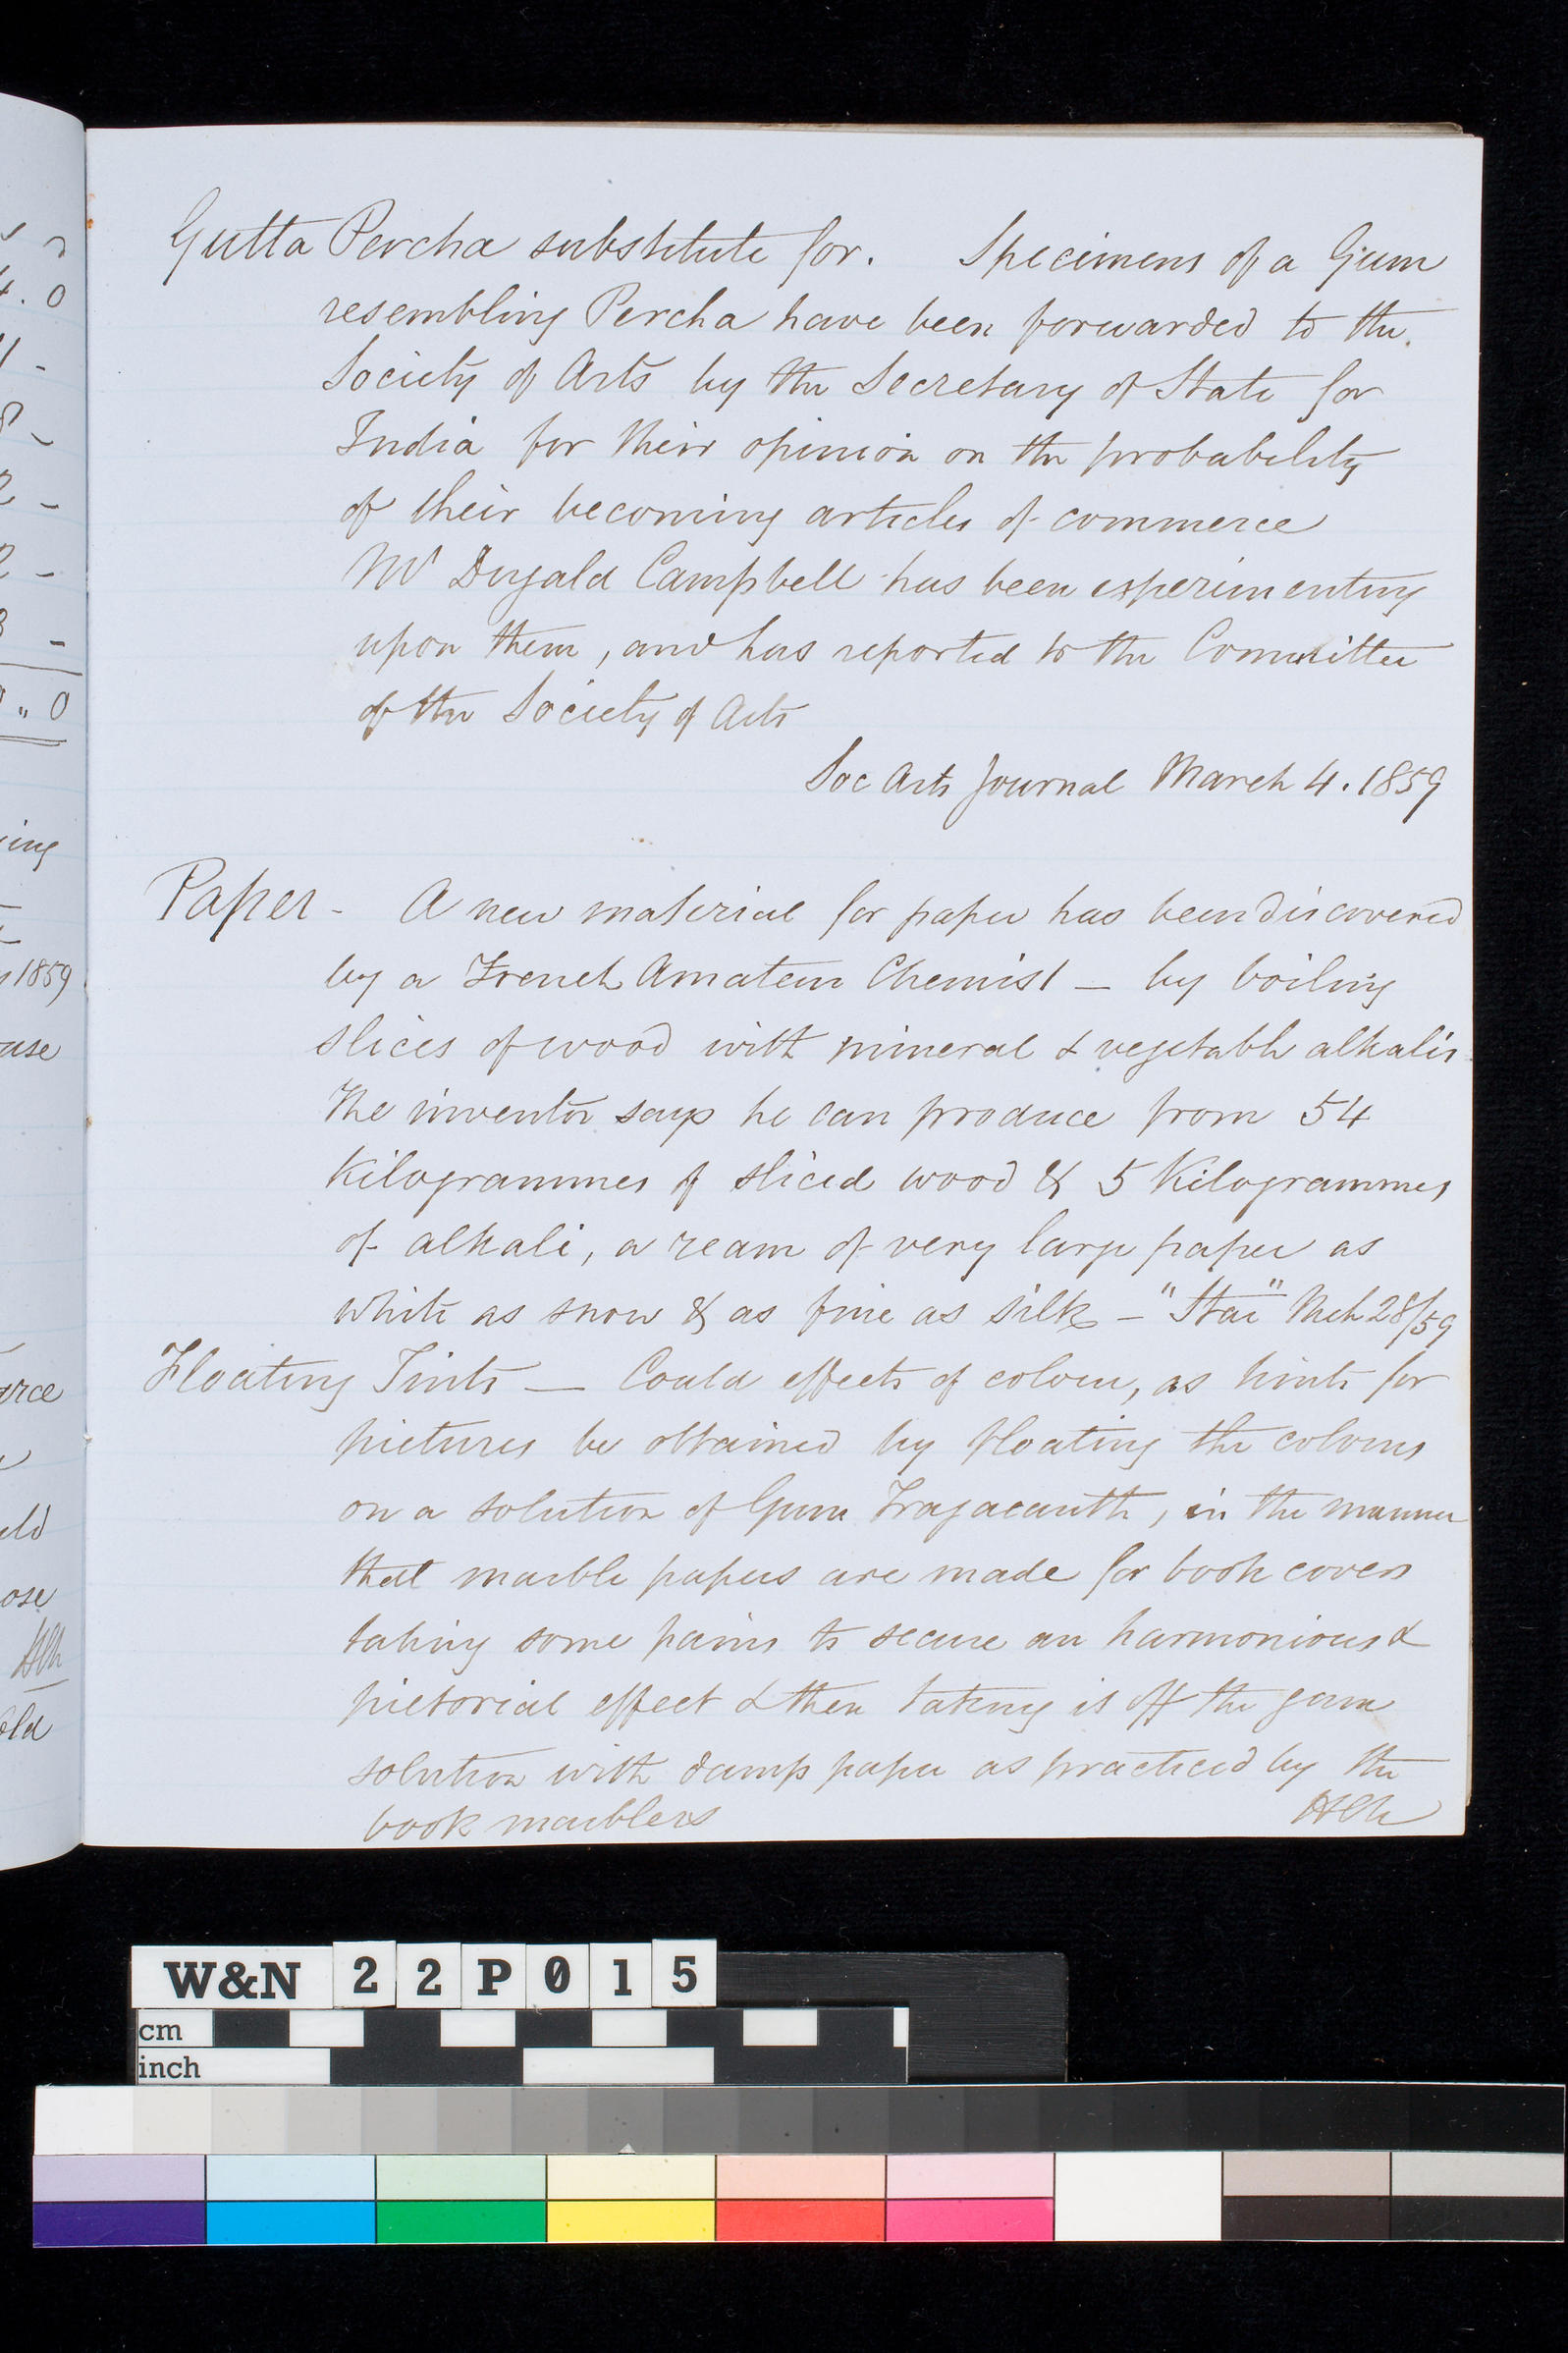 Gutta Percha substitute for. Specimens of a Gum
resembling Percha have been forwarded to the
Society of Arts by the Secretary of State for
India for their opinion on the probability
of their becoming articles of commerce
Mr Dugald Campbell has been experimenting
upon them, and has reported to the Committee
of the Society of Arts
Soc Arts Journal March 4. 1859
Paper - A new material for paper has been discovered
by a French Amateur Chemist - by boiling
slices of wood with mineral & vegetable alkalis
The inventor says he can produce from 54
Kilogrammes of sliced wood & 5 Kilogrammes
of alkali, a ream of very large paper as
white as snow & as fine as silk - "Star" Mch 28/59
Floating Tints - Could effects of colour, as hints for
pictures be obtained by floating the colours
on a solution of Gum Tragacanth, in the manner
that marble papers are made for book covers
taking some pains to secure an harmonious &
pictorial effect & then taking is off the gum
solution with damp paper as practiced by the
book marblers
ing
1859
use
arce
eld
ose
old
W&N 22P015
cm
inch